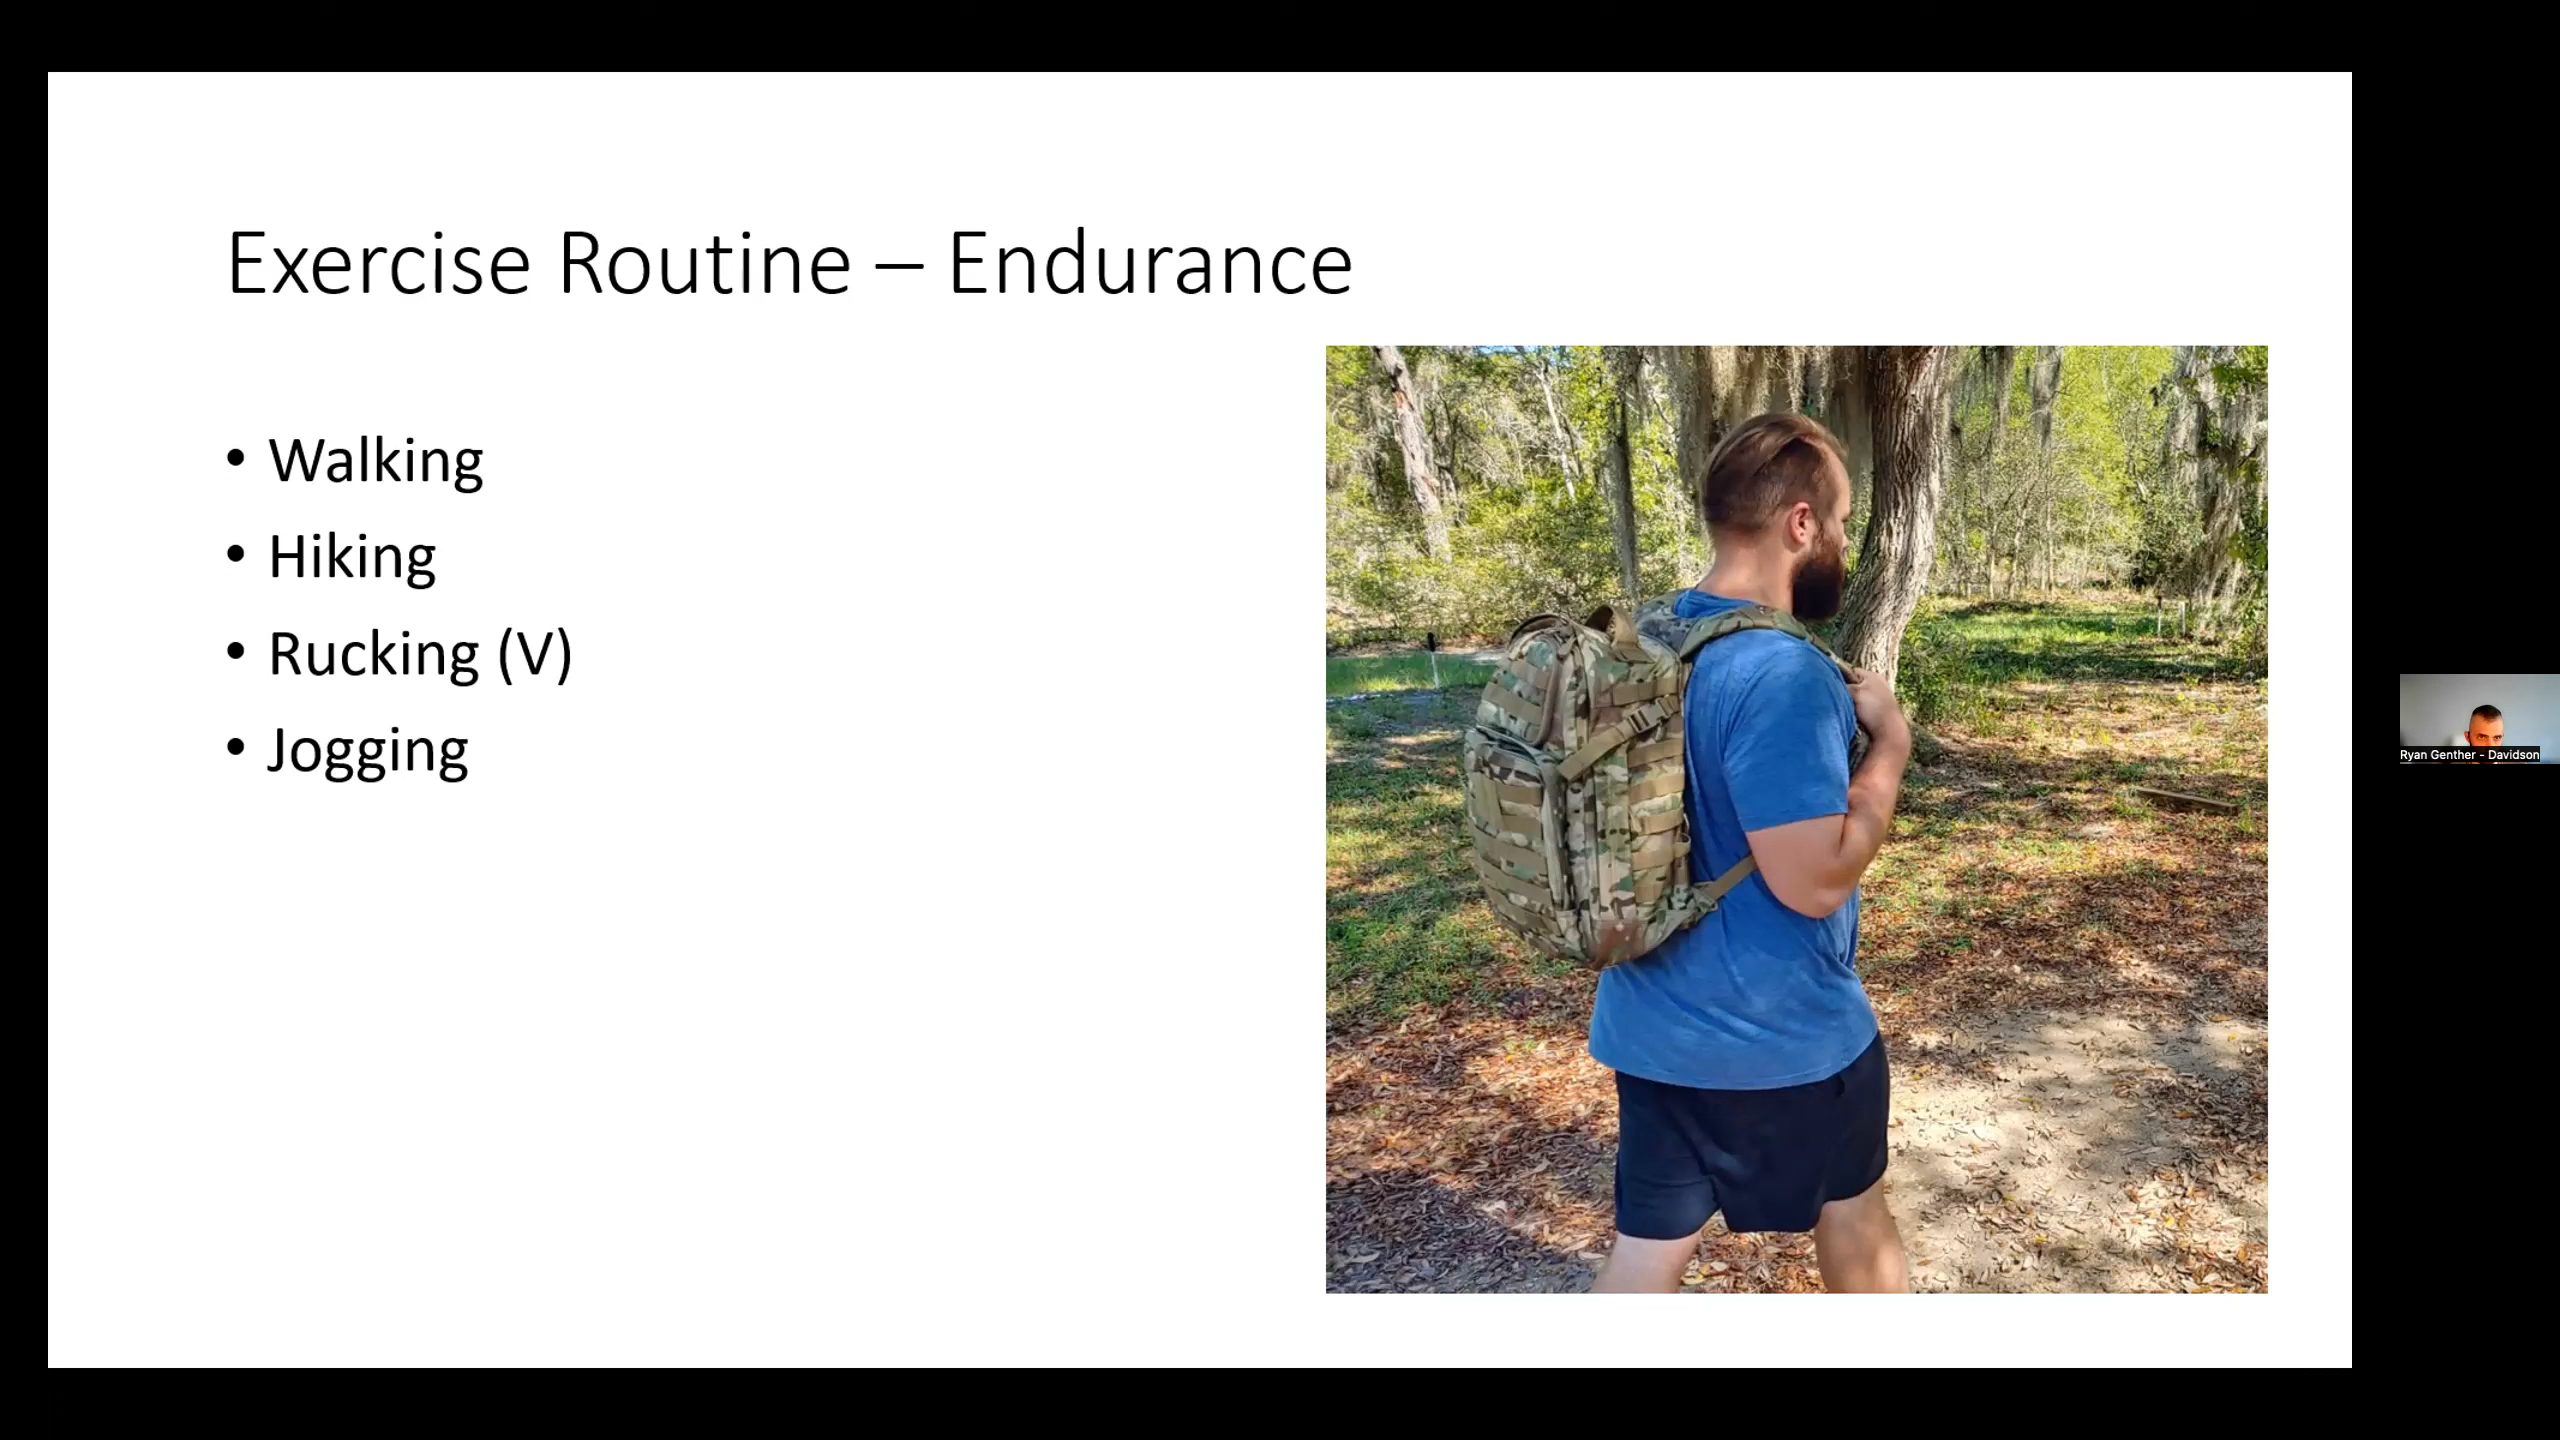 Exercise Routine – Endurance
• Walking
• Hiking
• Rucking (V)
• Jogging
Ryan Genther - Davidson